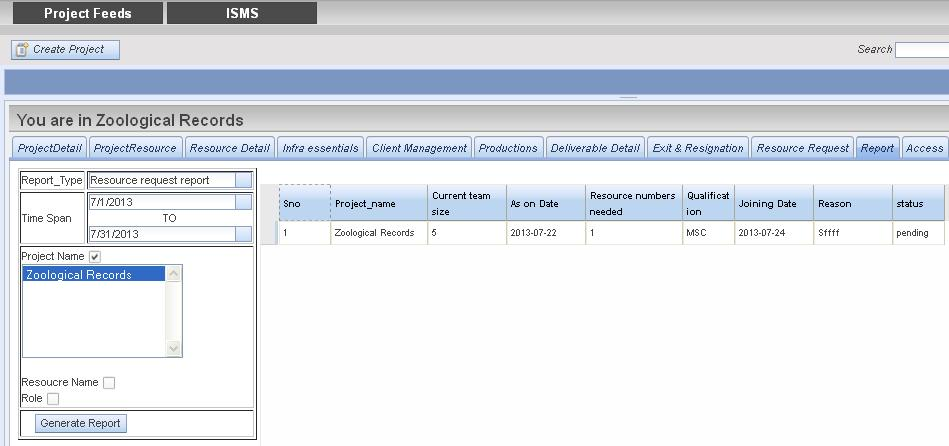 Project Feeds ISMS
Create Project Search
You are in Zoological Records
ProjectDetail ProjectResource Resource Detail Infra essentials Client Management Productions Deliverable Detail Exit & Resignation Resource Request Report Access
Report_Type Resource request report
Time Span 7/1/2013
TO
7/31/2013
Project Name
Zoological Records
Resoucre Name
Role
Generate Report
Sno Project_name Current team size As on Date Resource numbers needed Qualificat ion Joining Date Reason status
1 Zoological Records 5 2013-07-22 1 MSC 2013-07-24 Sffff pending